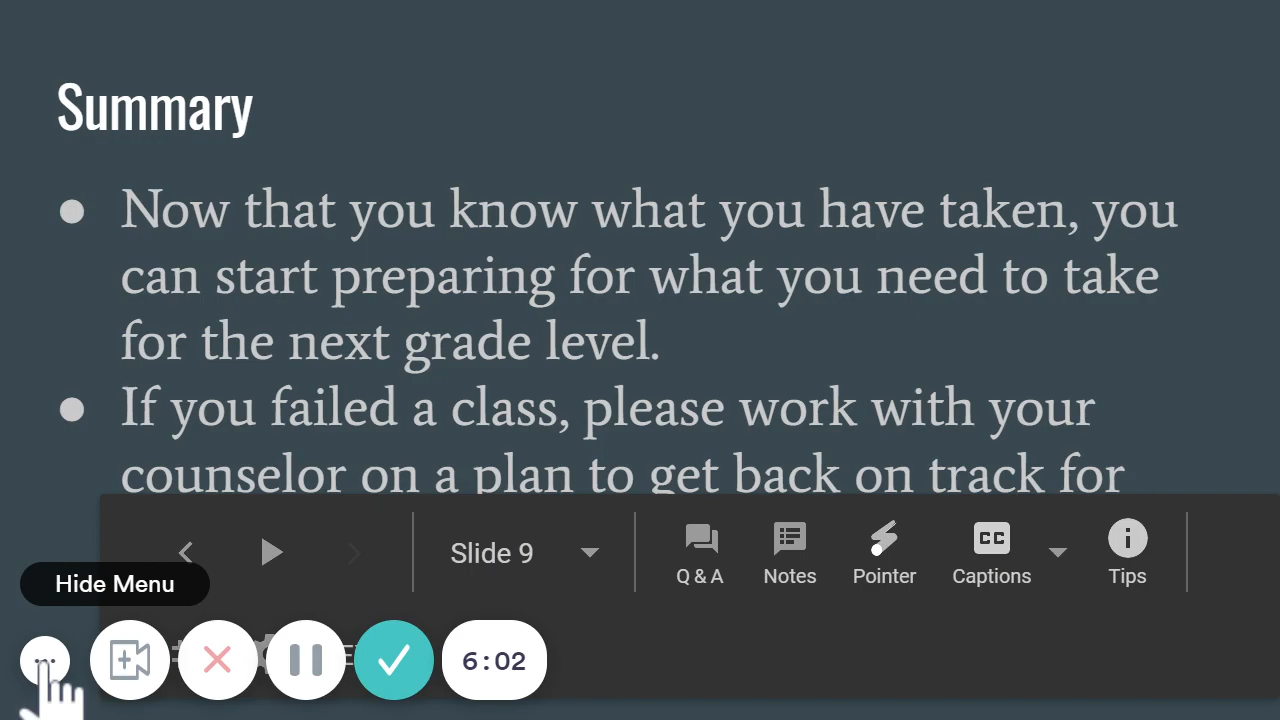 Summary
● Now that you know what you have taken, you
can start preparing for what you need to take
for the next grade level.
● If you failed a class, please work with your
counselor on a plan to get back on track for
Slide 9
Q & A
Notes
Pointer
CC
Captions
Tips
Hide Menu
6:02